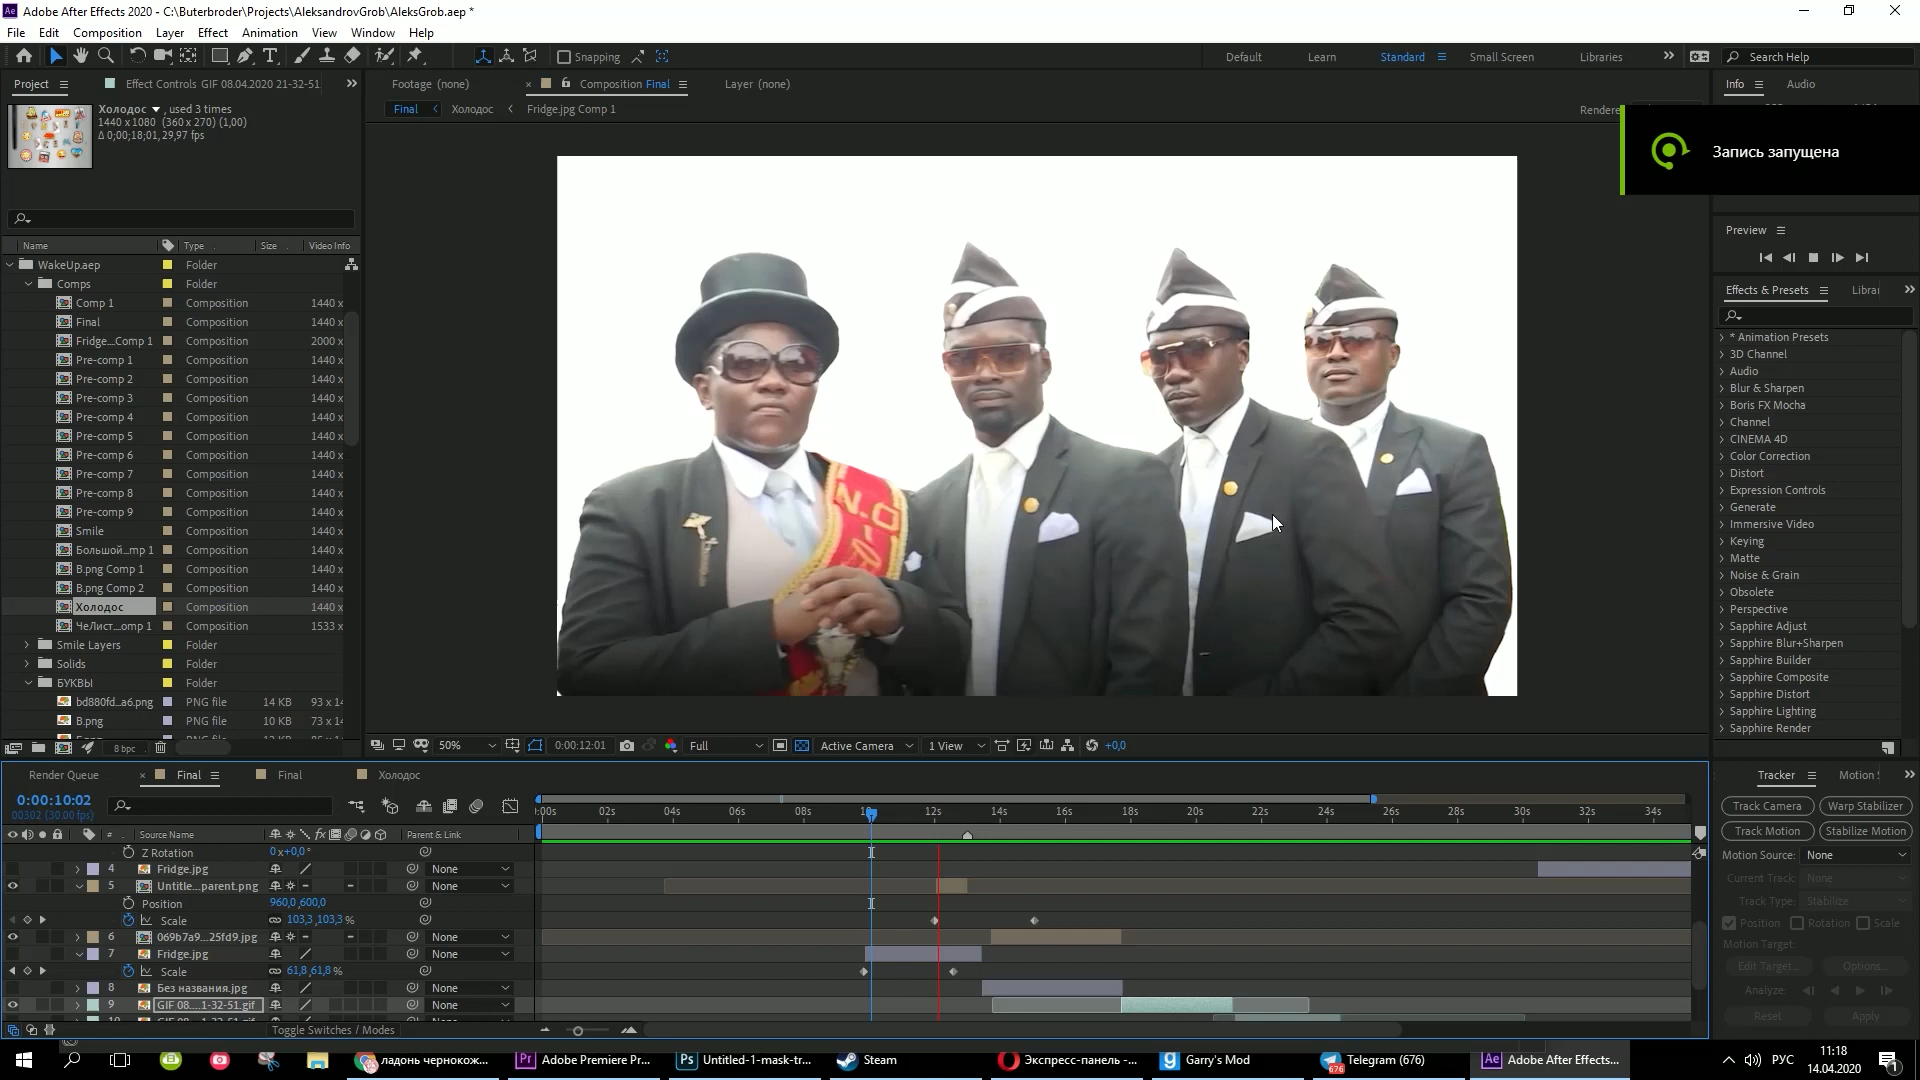 Adobe After Effects 2020 - C:\Buterbroder\Projects\AleksandrovGrob\AleksGrob.aep *
File Edit Composition Layer Effect Animation View Window Help
Snapping Default Learn Standard Small Screen Libraries Search Help
Project Effect Controls GIF 08.04.2020 21-32-51
Холодос , used 3 times
1440 x 1080 (360 x 270) (1,00)
Δ 0;00;18;01, 29,97 fps
Name Type Size Video Info
WakeUp.aep Folder
Comps Folder
Comp 1 Composition 1440 x
Final Composition 1440 x
Fridge...Comp 1 Composition 2000 x
Pre-comp 1 Composition 1440 x
Pre-comp 2 Composition 1440 x
Pre-comp 3 Composition 1440 x
Pre-comp 4 Composition 1440 x
Pre-comp 5 Composition 1440 x
Pre-comp 6 Composition 1440 x
Pre-comp 7 Composition 1440 x
Pre-comp 8 Composition 1440 x
Pre-comp 9 Composition 1440 x
Smile Composition 1440 x
Большой...mp 1 Composition 1440 x
B.png Comp 1 Composition 1440 x
B.png Comp 2 Composition 1440 x
Холодос Composition 1440 x
ЧеЛист...omp 1 Composition 1533 x
Smile Layers Folder
Solids Folder
БУКВЫ Folder
bd880fd...a6.png PNG file 14 KB 93 x 14
B.png PNG file 10 KB 73 x 14
8 bpc
Footage (none) Composition Final Layer (none)
Final Холодос Fridge.jpg Comp 1 Rendere
50% 0:00:12:01 Full Active Camera 1 View +0,0
Info Audio
Запись запущена
Preview
Effects & Presets Librar
* Animation Presets
3D Channel
Audio
Blur & Sharpen
Boris FX Mocha
Channel
CINEMA 4D
Color Correction
Distort
Expression Controls
Generate
Immersive Video
Keying
Matte
Noise & Grain
Obsolete
Perspective
Sapphire Adjust
Sapphire Blur+Sharpen
Sapphire Builder
Sapphire Composite
Sapphire Distort
Sapphire Lighting
Sapphire Render
Render Queue Final Final Холодос
0:00:10:02
00302 (30.00 fps)
:00s 02s 04s 06s 08s 10s 12s 14s 16s 18s 20s 22s 24s 26s 28s 30s 32s 34s
# Source Name Parent & Link
Z Rotation 0x+0,0°
4 Fridge.jpg None
5 Untitle...parent.png None
Position 960,0,600,0
Scale 103,3,103,3%
6 069b7a9...25fd9.jpg None
7 Fridge.jpg None
Scale 61,8,61,8%
8 Без названия.jpg None
9 GIF 08....1-32-51.gif None
Toggle Switches / Modes
Tracker Motion
Track Camera Warp Stabilizer
Track Motion Stabilize Motion
Motion Source: None
Current Track: None
Track Type: Stabilize
Position Rotation Scale
Motion Target:
Edit Target... Options...
Analyze:
Reset Apply
ладонь чернокож... Adobe Premiere Pr... Untitled-1-mask-tr... Steam Экспресс-панель -... Garry's Mod Telegram (676) Adobe After Effects... РУС 11:18
14.04.2020